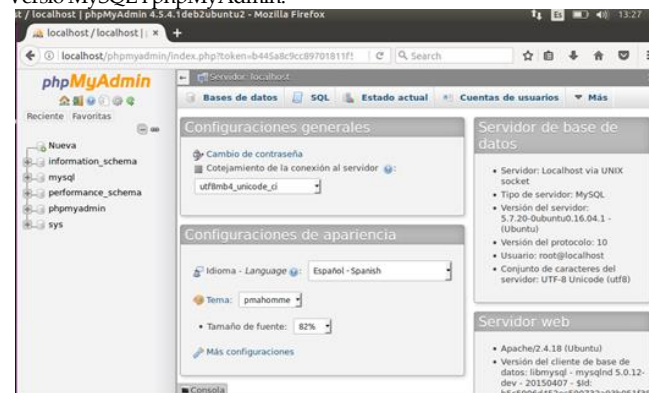 Versió MySQL i phpMyAdmin.
t / localhost | phpMyAdmin 4.5.4.1deb2ubuntu2 - Mozilla Firefox
Es
13:27
localhost / localhost |
localhost/phpmyadmin/index.php?token=b445a8c9cc89701811f
Search
phpMyAdmin
Reciente Favoritas
Nueva
information_schema
mysql
performance_schema
phpmyadmin
sys
Servidor: localhost
Bases de datos SQL Estado actual Cuentas de usuarios Más
Configuraciones generales
Cambio de contraseña
Cotejamiento de la conexión al servidor :
utf8mb4_unicode_ci
Configuraciones de apariencia
Idioma - Language : Español - Spanish
Tema: pmahomme
• Tamaño de fuente: 82%
Más configuraciones
Consola
Servidor de base de
datos
• Servidor: Localhost via UNIX
socket
• Tipo de servidor: MySQL
• Versión del servidor:
5.7.20-0ubuntu0.16.04.1 -
(Ubuntu)
• Versión del protocolo: 10
• Usuario: root@localhost
• Conjunto de caracteres del
servidor: UTF-8 Unicode (utf8)
Servidor web
• Apache/2.4.18 (Ubuntu)
• Versión del cliente de base de
datos: libmysql - mysqlnd 5.0.12-
dev - 20150407 - $Id: